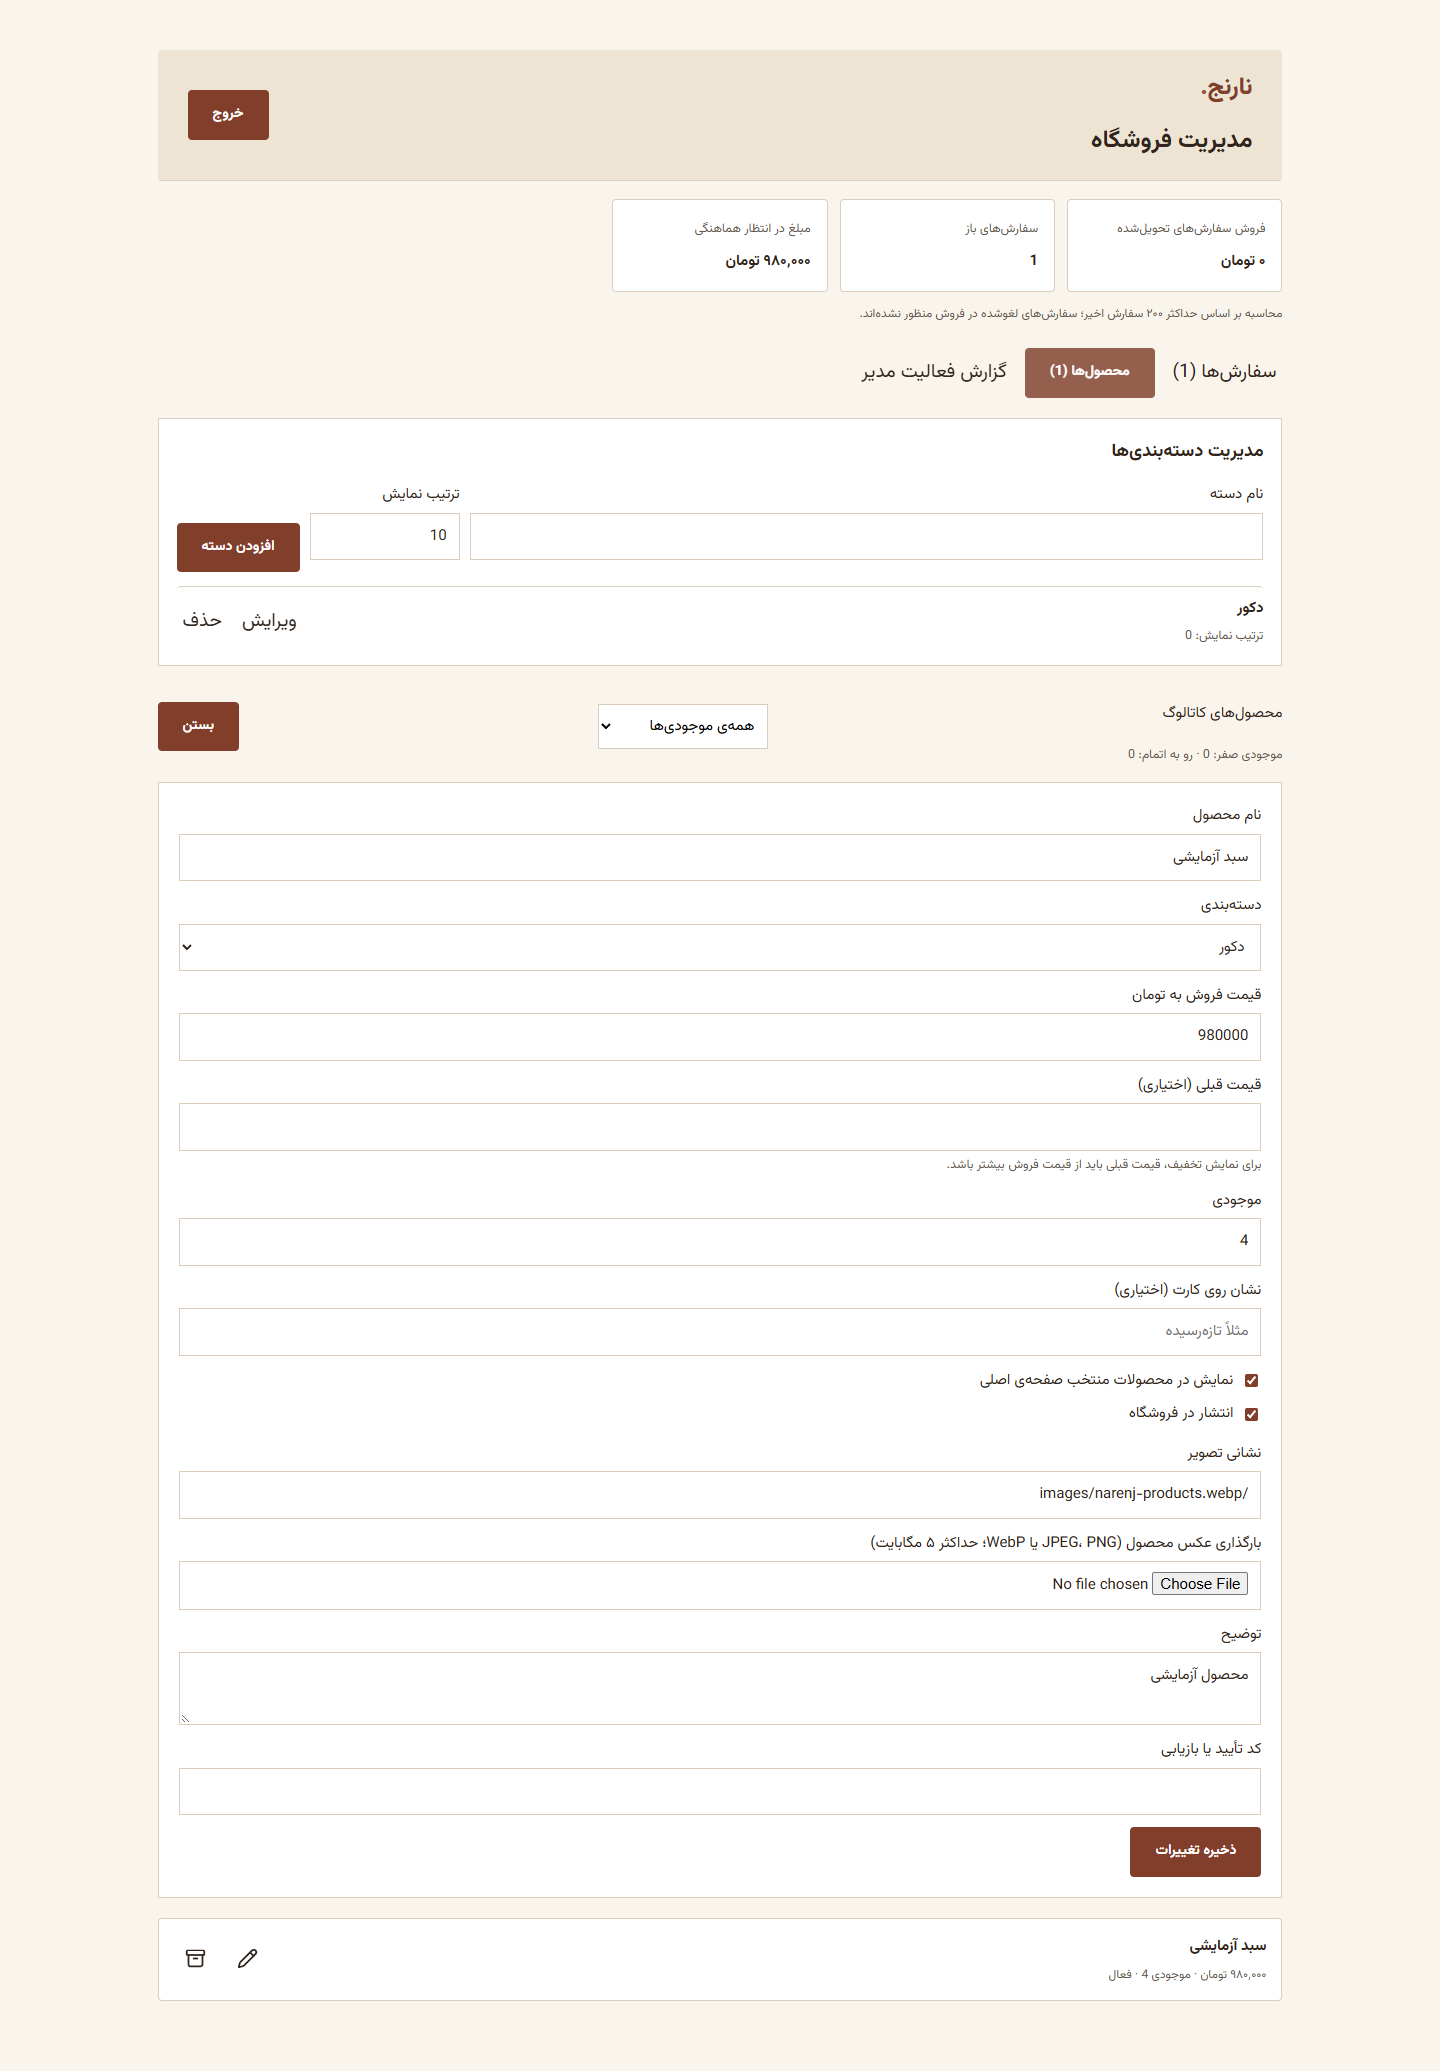 نارنج.
مدیریت فروشگاه
خروج
فروش سفارش‌های تحویل‌شده
۰ تومان
سفارش‌های باز
1
مبلغ در انتظار هماهنگی
۹۸۰,۰۰۰ تومان
محاسبه بر اساس حداکثر ۲۰۰ سفارش اخیر؛ سفارش‌های لغوشده در فروش منظور نشده‌اند.
سفارش‌ها (1)
محصول‌ها (1)
گزارش فعالیت مدیر
مدیریت دسته‌بندی‌ها
نام دسته
ترتیب نمایش
10
افزودن دسته
دکور
ترتیب نمایش: 0
ویرایش
حذف
محصول‌های کاتالوگ
موجودی صفر: 0 · رو به اتمام: 0
همه‌ی موجودی‌ها
بستن
نام محصول
سبد آزمایشی
دسته‌بندی
دکور
قیمت فروش به تومان
980000
قیمت قبلی (اختیاری)
برای نمایش تخفیف، قیمت قبلی باید از قیمت فروش بیشتر باشد.
موجودی
4
نشان روی کارت (اختیاری)
مثلاً تازه‌رسیده
نمایش در محصولات منتخب صفحه‌ی اصلی
انتشار در فروشگاه
نشانی تصویر
images/narenj-products.webp/
بارگذاری عکس محصول (JPEG، PNG یا WebP؛ حداکثر ۵ مگابایت)
Choose File No file chosen
توضیح
محصول آزمایشی
کد تأیید یا بازیابی
ذخیره تغییرات
سبد آزمایشی
۹۸۰,۰۰۰ تومان · موجودی 4 · فعال